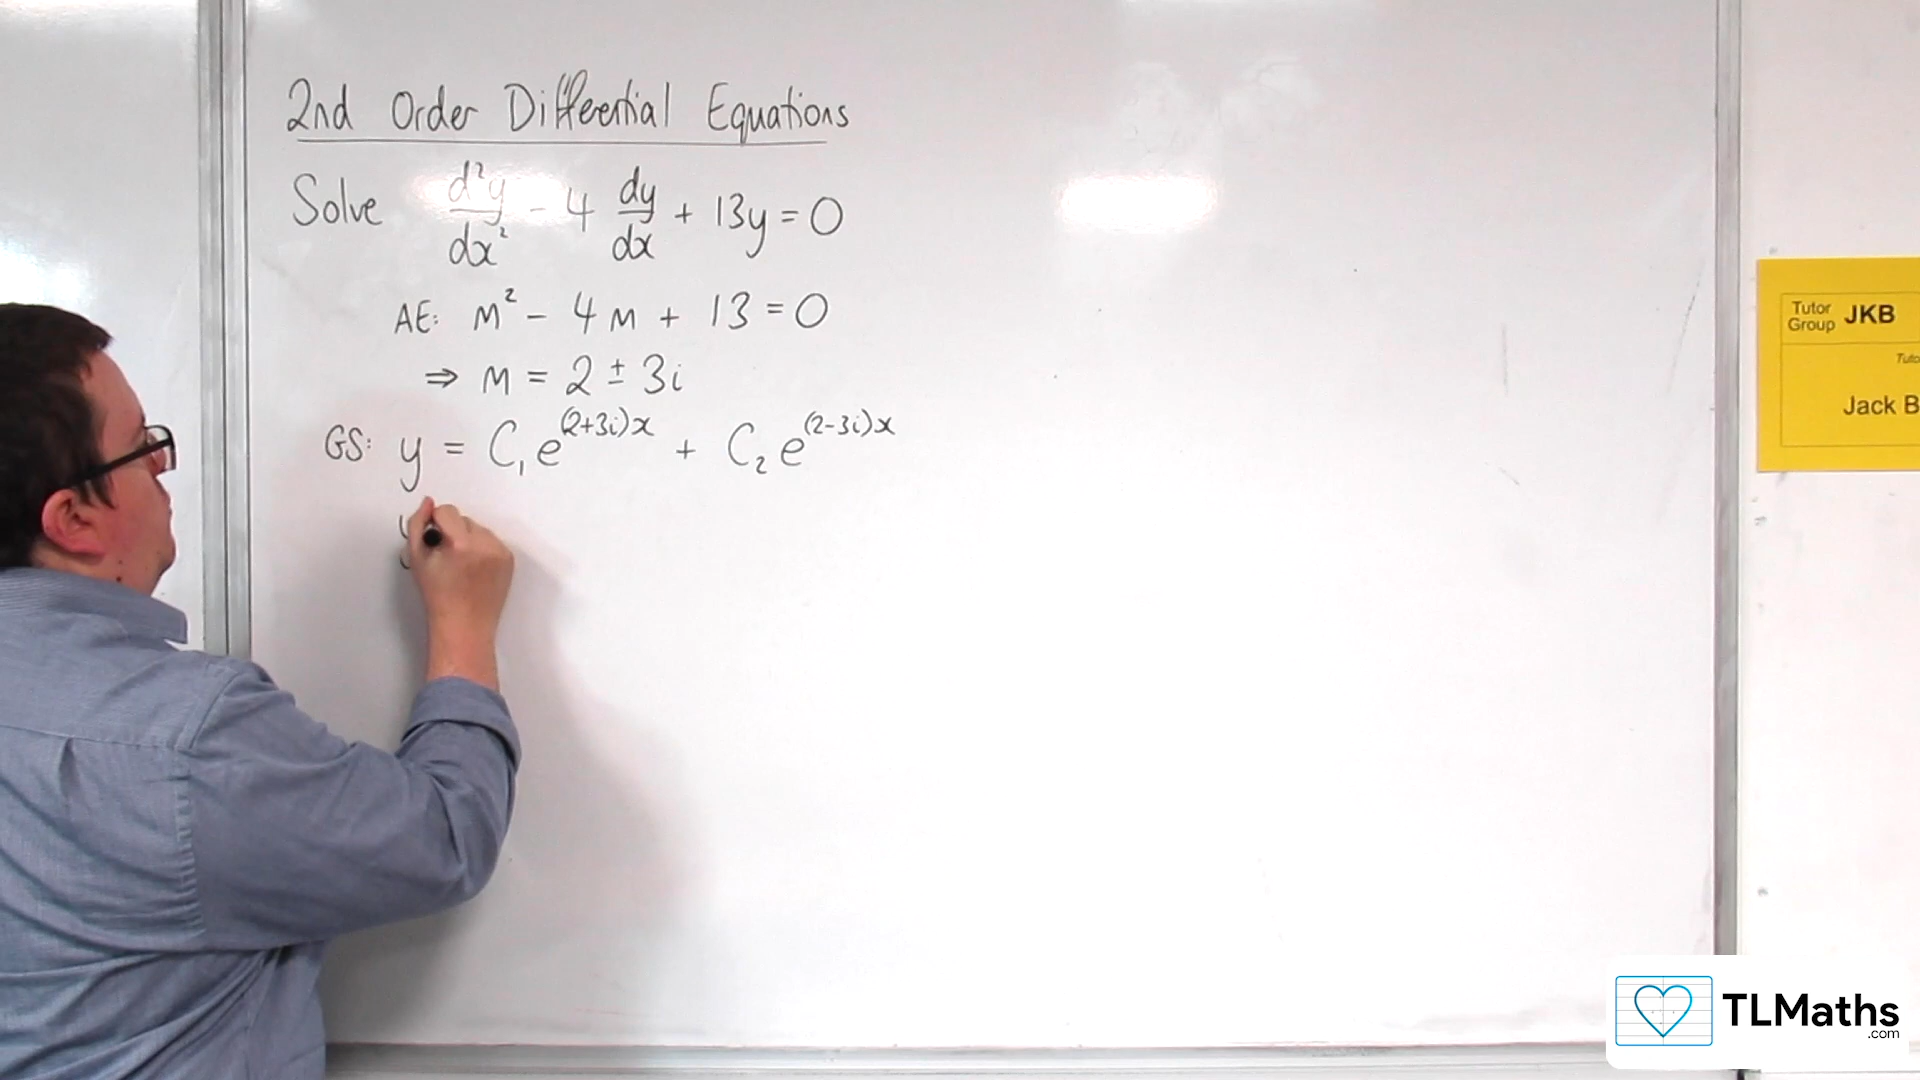 2nd Order Differential Equations
Solve d²y/dx² - 4 dy/dx + 13y = 0
AE: m² - 4m + 13 = 0
⇒ m = 2 ± 3i
GS: y = C₁e^(2+3i)x + C₂e^(2-3i)x
y
Tutor Group JKB
Jack B
TLMaths
.com